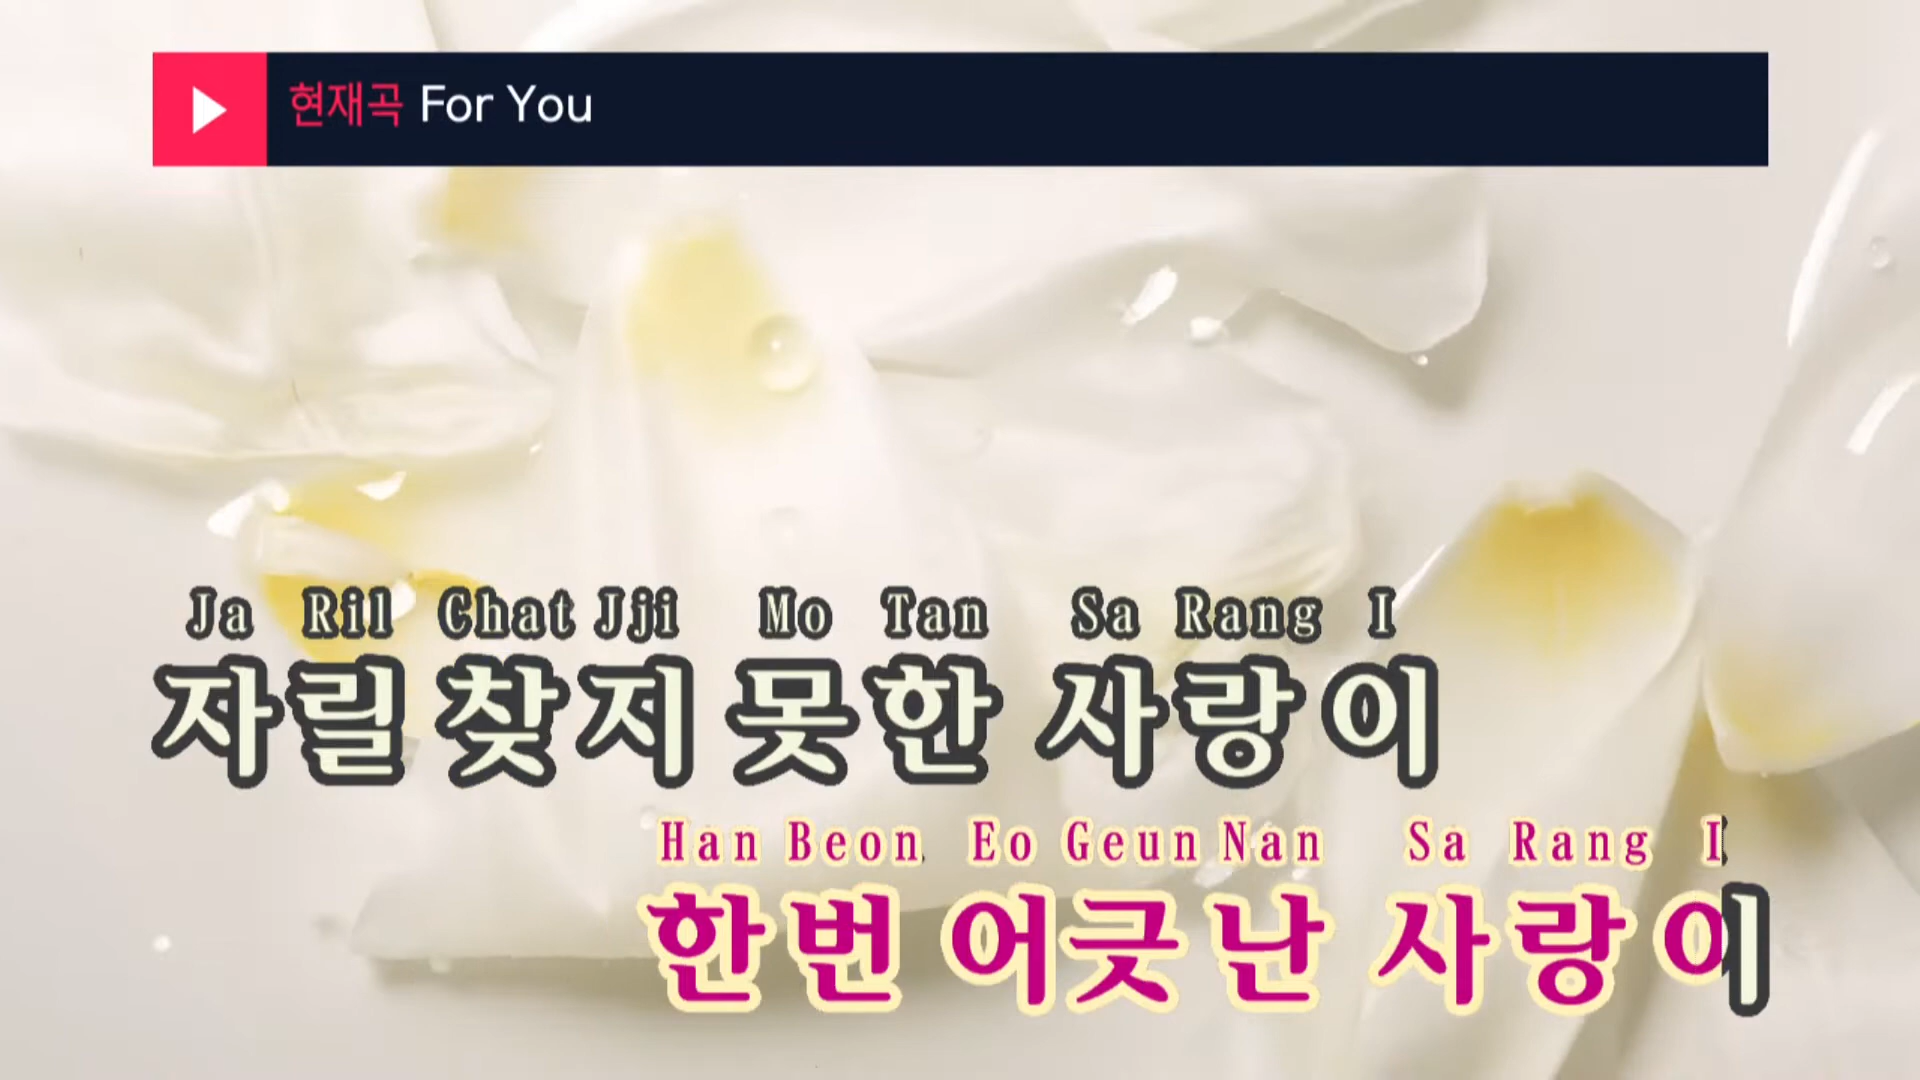 현재곡 For You
Ja Ril Chat Jji Mo Tan Sa Rang I
자릴 찾지 못한 사랑이
Han Beon Eo Geun Nan Sa Rang I
한번 어긋난 사랑이